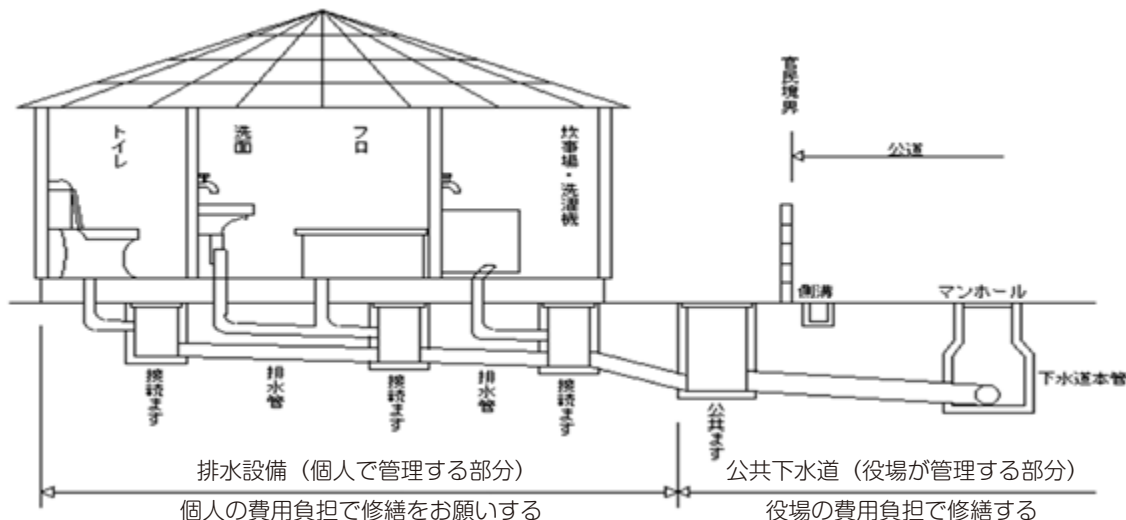 トイレ
洗面
フロ
炊事場・洗濯機
官民境界
公道
側溝
マンホール
接続ます
排水管
接続ます
排水管
接続ます
公共ます
下水道本管
排水設備（個人で管理する部分）
公共下水道（役場が管理する部分）
個人の費用負担で修繕をお願いする
役場の費用負担で修繕する